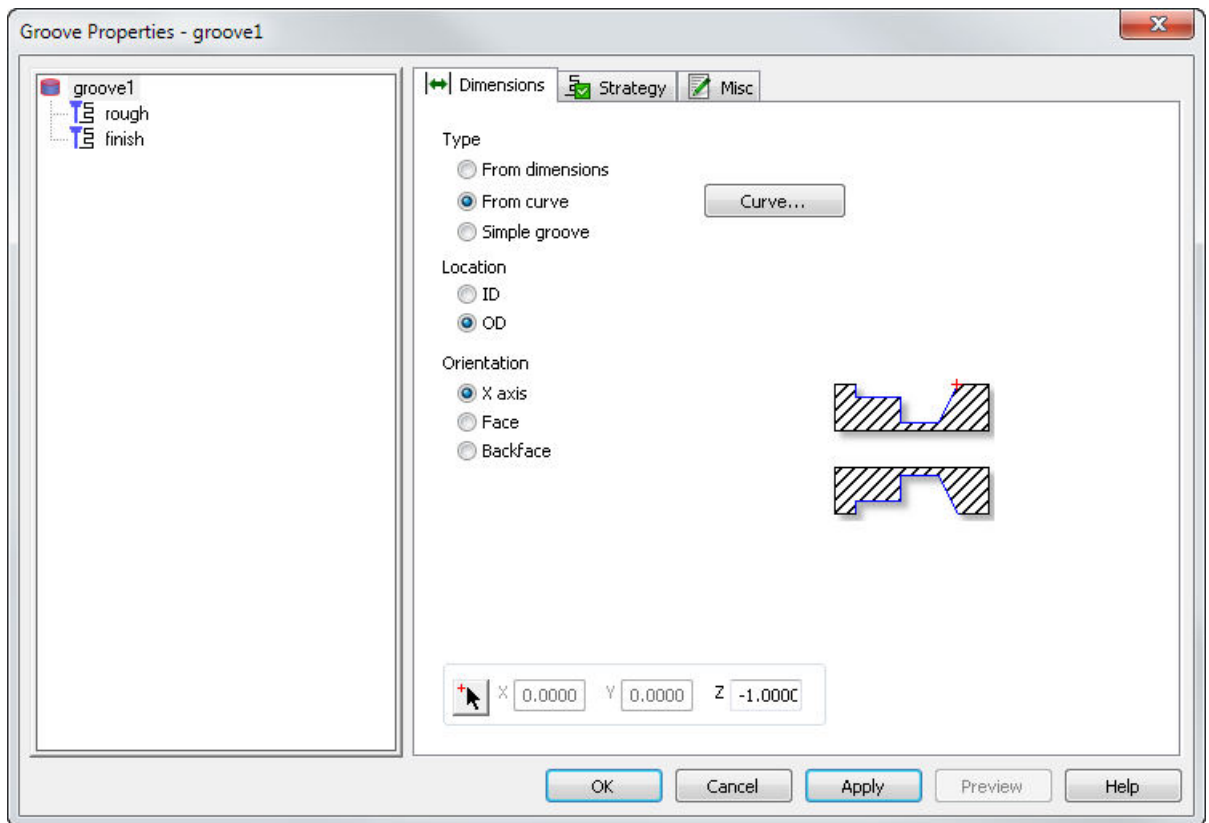 Groove Properties - groove1
groove1
rough
finish
Dimensions Strategy Misc
Type
From dimensions
From curve Curve...
Simple groove
Location
ID
OD
Orientation
X axis
Face
Backface
X 0.0000 Y 0.0000 Z -1.000C
OK Cancel Apply Preview Help